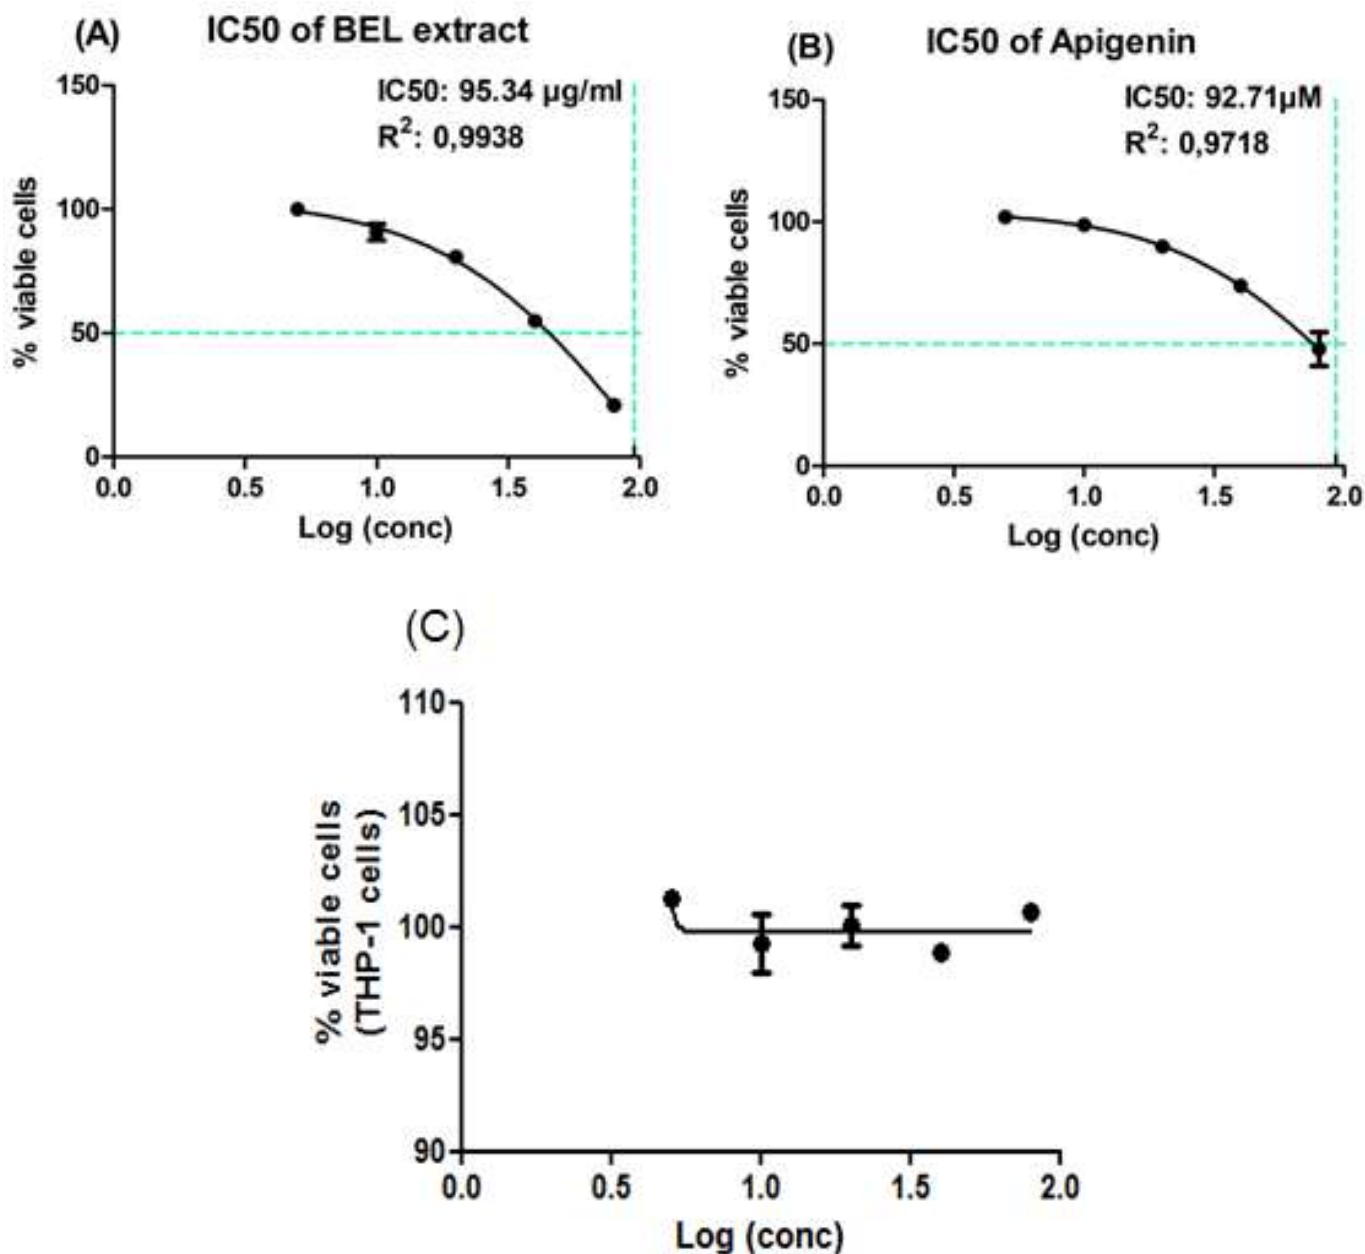 (A)
IC50 of BEL extract
IC50: 95.34 µg/ml
R2: 0,9938
150
100
50
0
% viable cells
0.0 0.5 1.0 1.5 2.0
Log (conc)
(B)
IC50 of Apigenin
IC50: 92.71µM
R2: 0,9718
150
100
50
0
% viable cells
0.0 0.5 1.0 1.5 2.0
Log (conc)
(C)
110
105
100
95
90
% viable cells
(THP-1 cells)
0.0 0.5 1.0 1.5 2.0
Log (conc)